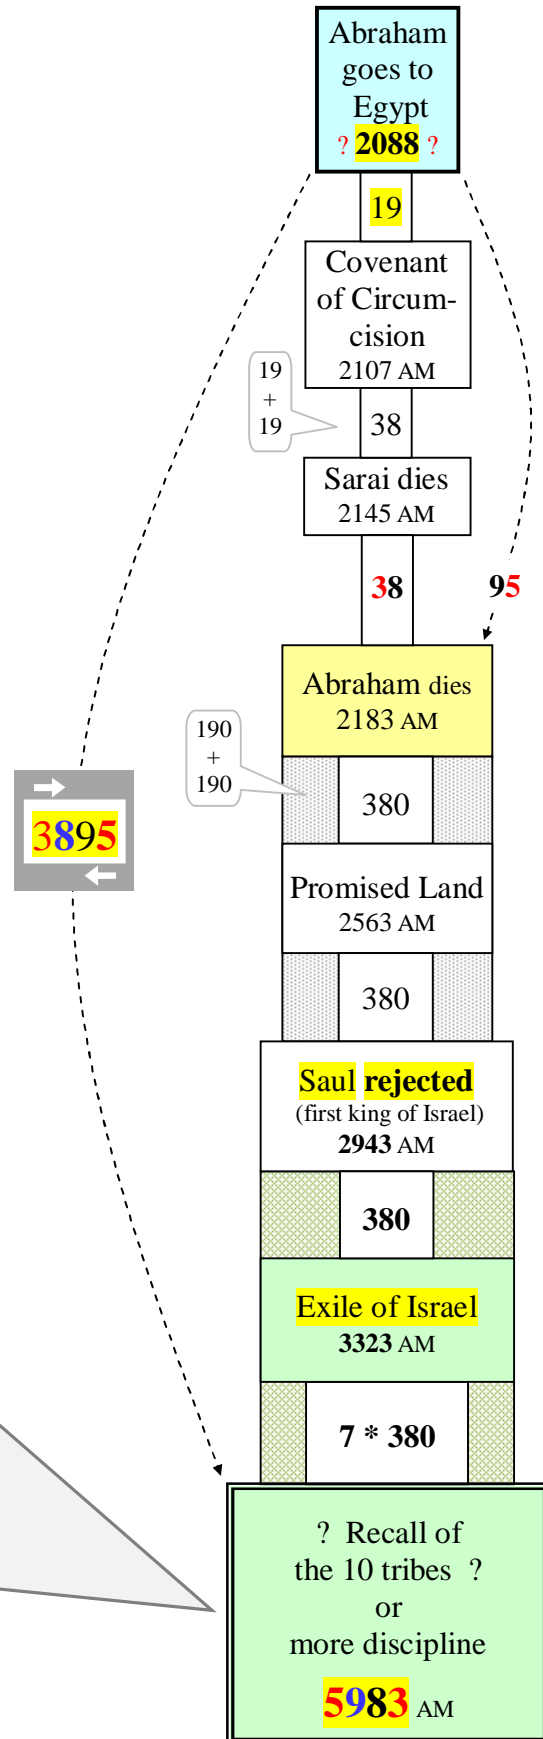 Abraham
goes to
Egypt
? 2088 ?
19
Covenant
of Circum-
cision
2107 AM
19
+
19
38
Sarai dies
2145 AM
38
95
Abraham dies
2183 AM
190
+
190
380
3895
Promised Land
2563 AM
380
Saul rejected
(first king of Israel)
2943 AM
380
Exile of Israel
3323 AM
7 * 380
? Recall of
the 10 tribes ?
or
more discipline
5983 AM